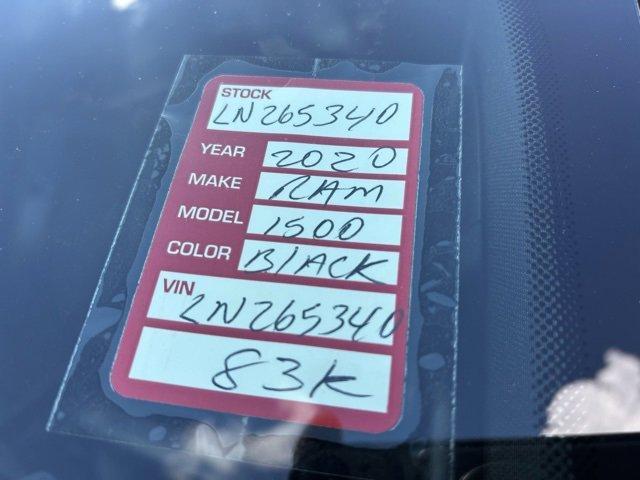 STOCK
LN265340
YEAR 2020
MAKE RAM
MODEL 1500
COLOR BLACK
VIN
LN265340
83K